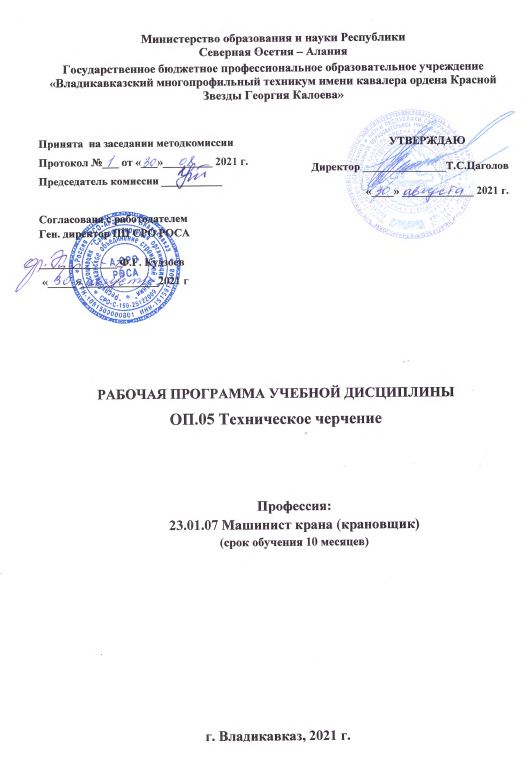 Министерство образования и науки Республики
Северная Осетия – Алания
Государственное бюджетное профессиональное образовательное учреждение
«Владикавказский многопрофильный техникум имени кавалера ордена Красной
Звезды Георгия Калоева»
Принята на заседании методкомиссии
Протокол № 1 от «30» 08 2021 г.
Председатель комиссии
УТВЕРЖДАЮ
Директор Т.С.Цаголов
«30» августа 2021 г.
Согласована с работодателем
Ген. директор ПЦ СРО РОСА
Ф.Г. Кудзоев
«30» 2021 г
РАБОЧАЯ ПРОГРАММА УЧЕБНОЙ ДИСЦИПЛИНЫ
ОП.05 Техническое черчение
Профессия:
23.01.07 Машинист крана (крановщик)
(срок обучения 10 месяцев)
г. Владикавказ, 2021 г.